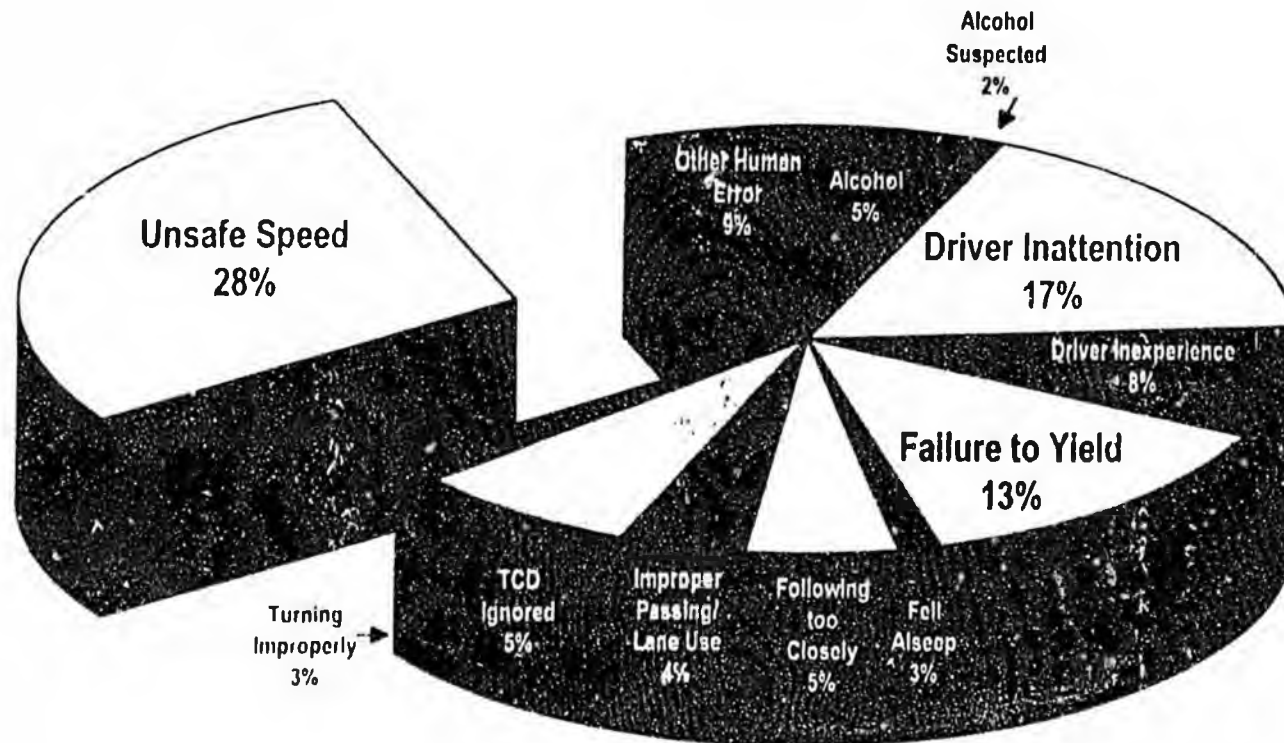 Alcohol
Suspected
2%
Other Human
Error
9%
Alcohol
5%
Unsafe Speed
28%
Driver Inattention
17%
Driver Inexperience
8%
Failure to Yield
13%
TCD
Ignored
5%
Improper
Passing/
Lane Use
4%
Following
too
Closely
5%
Fell
Alseep
3%
Turning
Improperly
3%